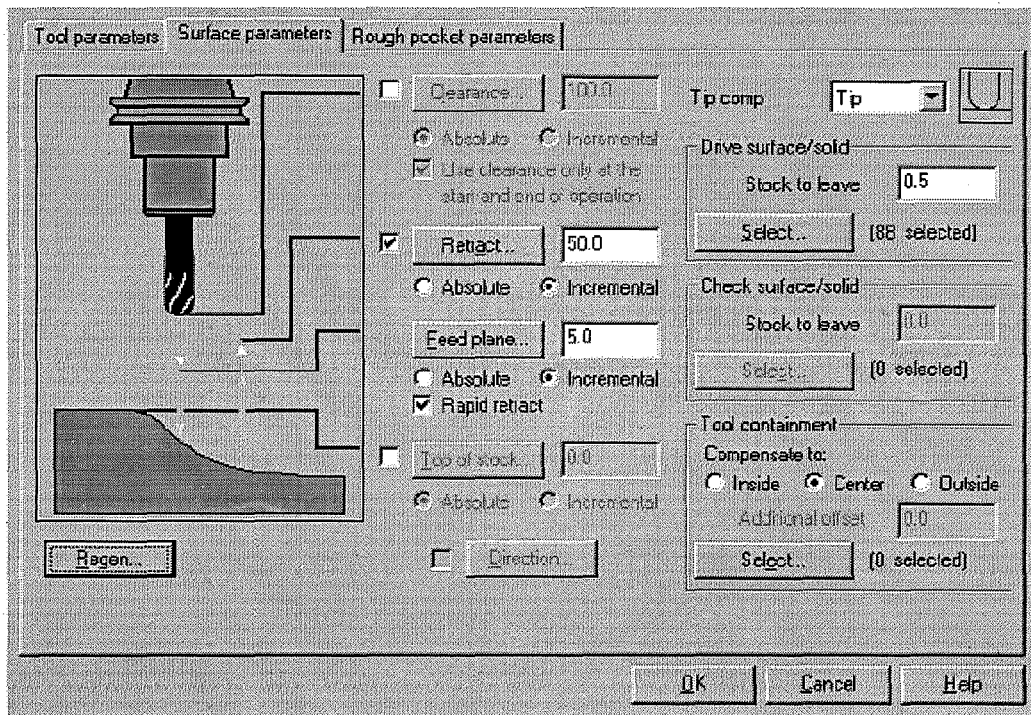 Tool parameters Surface parameters Rough pocket parameters
Clearance... 100.0
Absolute Incremental
Use clearance only at the
start and end of operation
Retract... 50.0
Absolute Incremental
Feed plane... 5.0
Absolute Incremental
Rapid retract
Top of stock... 0.0
Absolute Incremental
Direction...
Regen...
Tip comp Tip
Drive surface/solid
Stock to leave 0.5
Select... (88 selected)
Check surface/solid
Stock to leave 0.0
Select... (0 selected)
Tool containment
Compensate to:
Inside Center Outside
Additional offset 0.0
Select... (0 selected)
OK Cancel Help